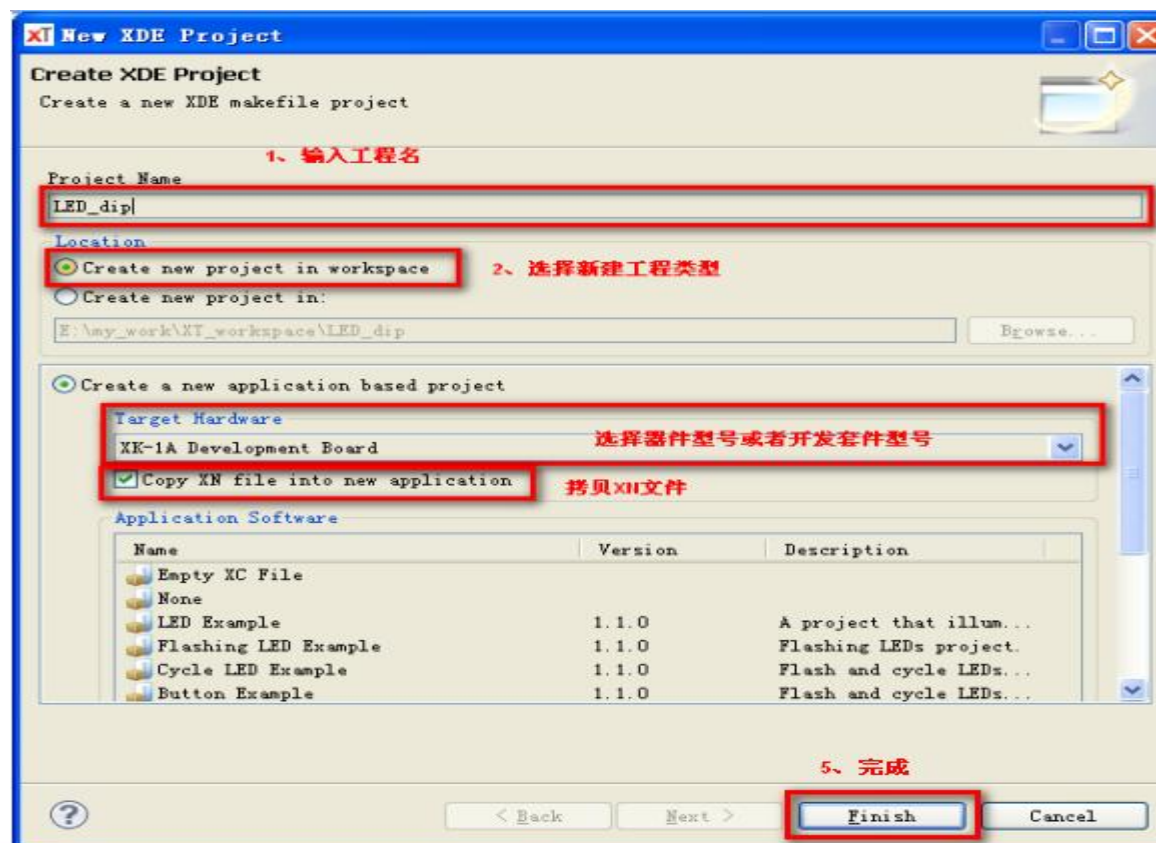 New XDE Project
Create XDE Project
Create a new XDE makefile project
1、输入工程名
Project Name
LED_dip
Location
Create new project in workspace
2、选择新建工程类型
Create new project in:
E:\my_work\XT_workspace\LED_dip
Browse...
Create a new application based project
Target Hardware
XK-1A Development Board
选择器件型号或者开发套件型号
Copy XN file into new application
拷贝XN文件
Application Software
Name Version Description
Empty XC File
None
LED Example 1.1.0 A project that illum...
Flashing LED Example 1.1.0 Flashing LEDs project.
Cycle LED Example 1.1.0 Flash and cycle LEDs...
Button Example 1.1.0 Flash and cycle LEDs...
5、完成
< Back Next > Finish Cancel